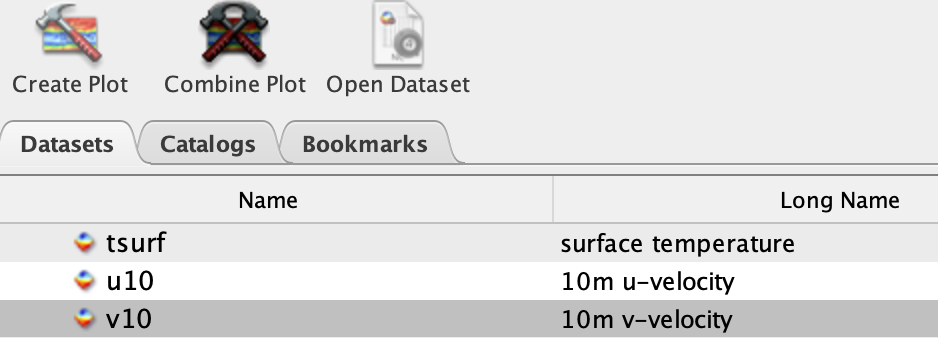 Create Plot Combine Plot Open Dataset
Datasets Catalogs Bookmarks
Name Long Name
tsurf surface temperature
u10 10m u-velocity
v10 10m v-velocity